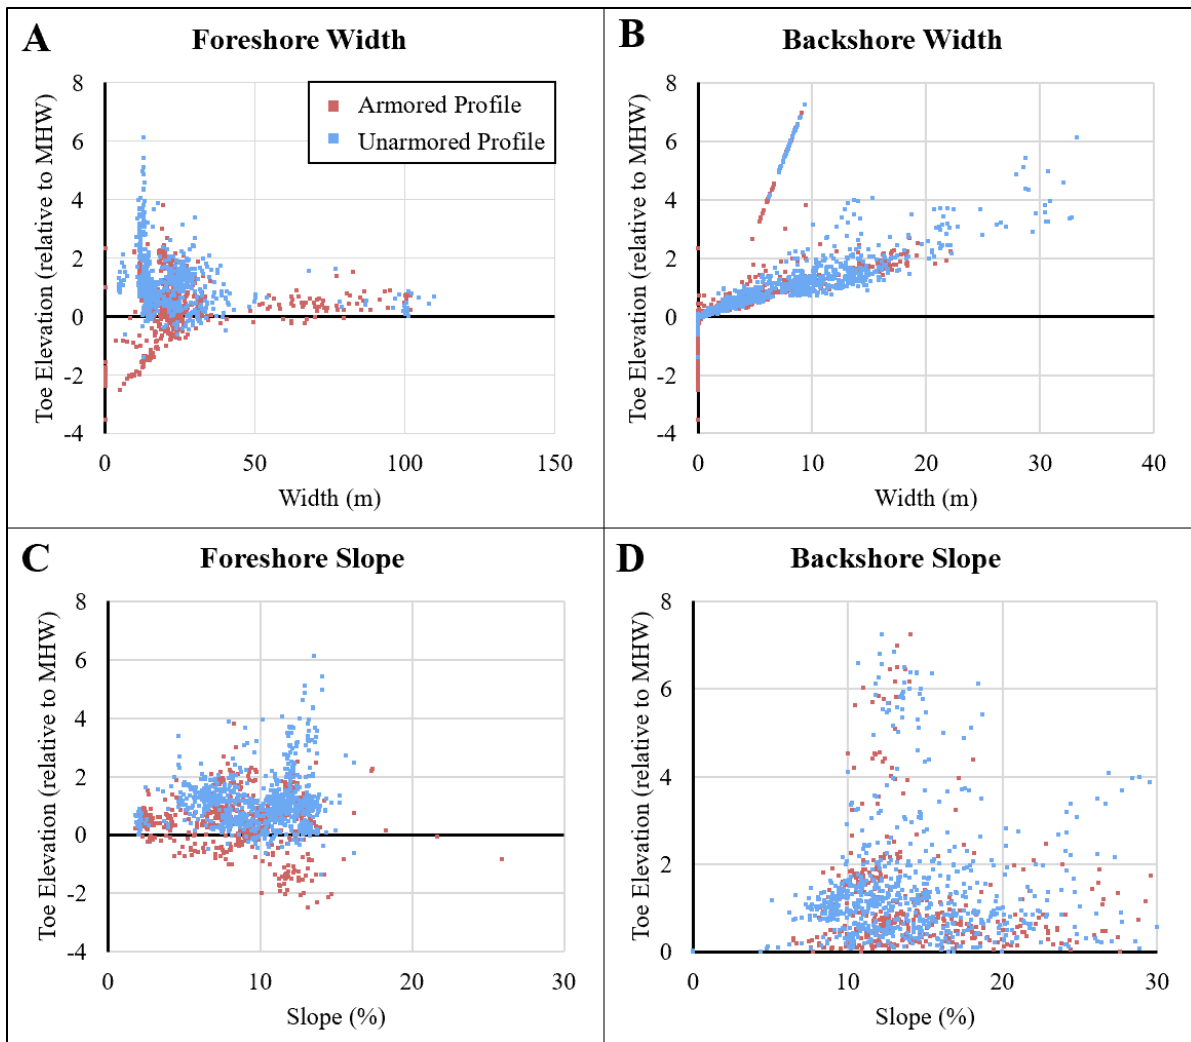 A
Foreshore Width
Toe Elevation (relative to MHW)
8
6
4
2
0
-2
-4
Armored Profile
Unarmored Profile
0
50
100
150
Width (m)
B
Backshore Width
Toe Elevation (relative to MHW)
8
6
4
2
0
-2
-4
0
10
20
30
40
Width (m)
C
Foreshore Slope
Toe Elevation (relative to MHW)
8
6
4
2
0
-2
-4
0
10
20
30
Slope (%)
D
Backshore Slope
Toe Elevation (relative to MHW)
8
6
4
2
0
0
10
20
30
Slope (%)